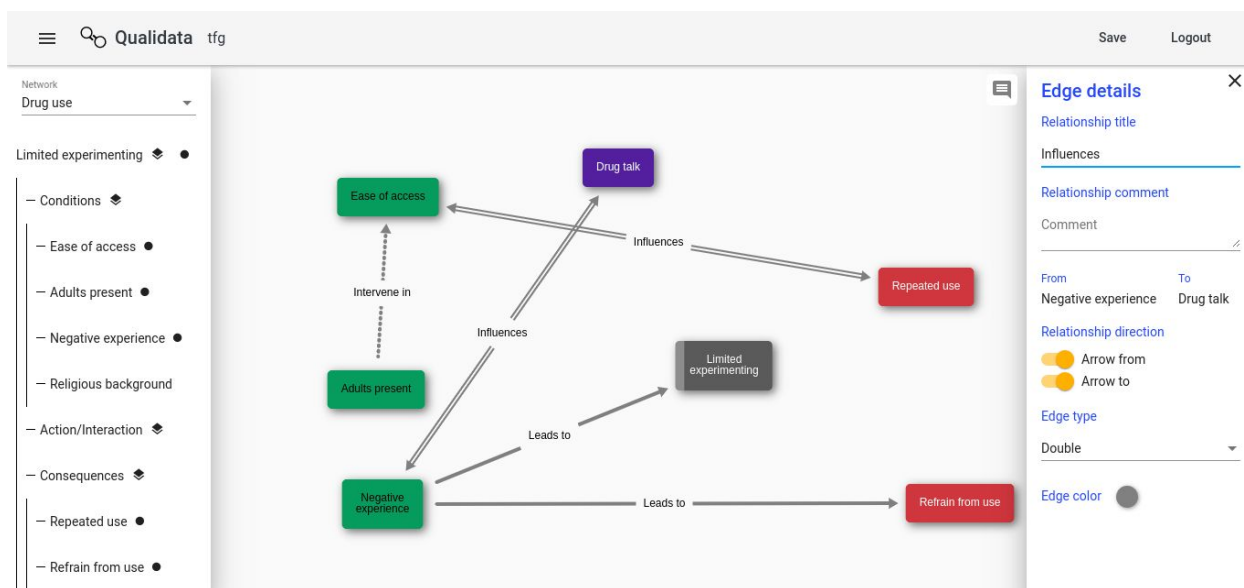 Qualidata tfg
Save
Logout
Network
Drug use
Limited experimenting
Conditions
Ease of access
Adults present
Negative experience
Religious background
Action/Interaction
Consequences
Repeated use
Refrain from use
Drug talk
Ease of access
Influences
Repeated use
Intervene in
Influences
Limited
experimenting
Adults present
Leads to
Negative
experience
Leads to
Refrain from use
Edge details
Relationship title
Influences
Relationship comment
Comment
From To
Negative experience Drug talk
Relationship direction
Arrow from
Arrow to
Edge type
Double
Edge color